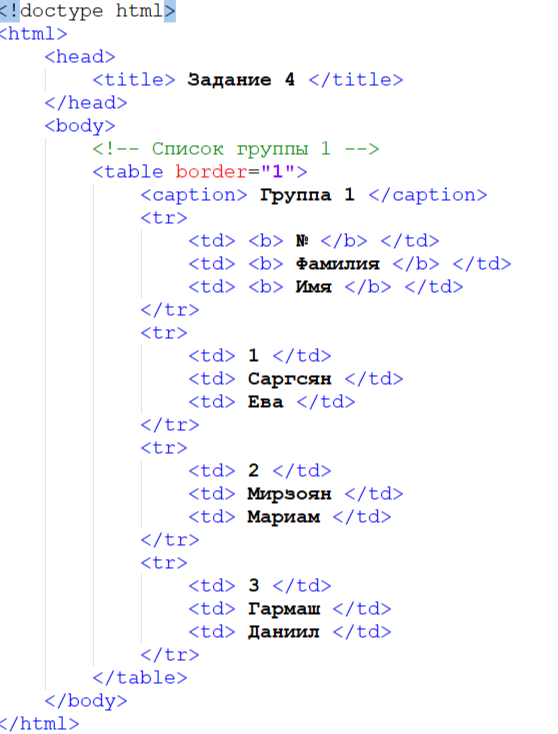 <!doctype html>
<html>
<head>
<title> Задание 4 </title>
</head>
<body>
<!-- Список группы 1 -->
<table border="1">
<caption> Группа 1 </caption>
<tr>
<td> <b> № </b> </td>
<td> <b> Фамилия </b> </td>
<td> <b> Имя </b> </td>
</tr>
<tr>
<td> 1 </td>
<td> Саргсян </td>
<td> Ева </td>
</tr>
<tr>
<td> 2 </td>
<td> Мирзоян </td>
<td> Мариам </td>
</tr>
<tr>
<td> 3 </td>
<td> Гармаш </td>
<td> Даниил </td>
</tr>
</table>
</body>
</html>